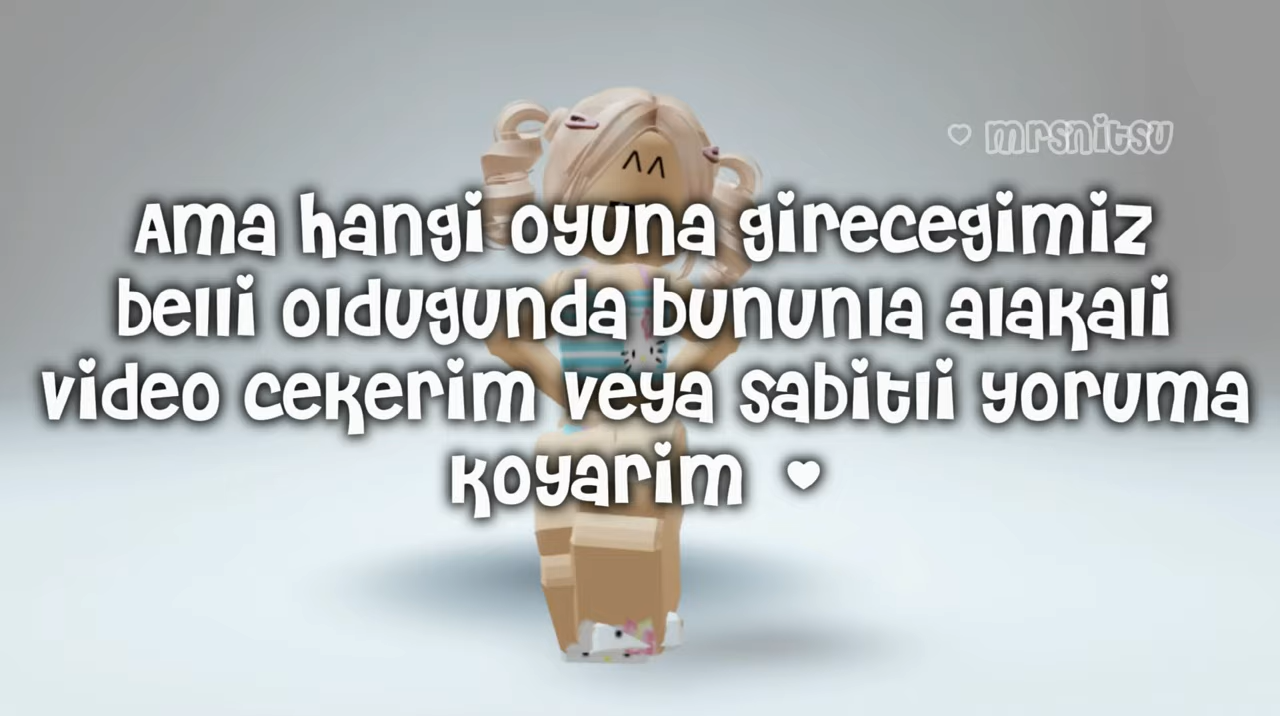 ♡ mrsnitsu
Ama hangi oyuna girecegimiz
belli oldugunda bununla alakali
video cekerim veya sabitli yoruma
koyarim ♥